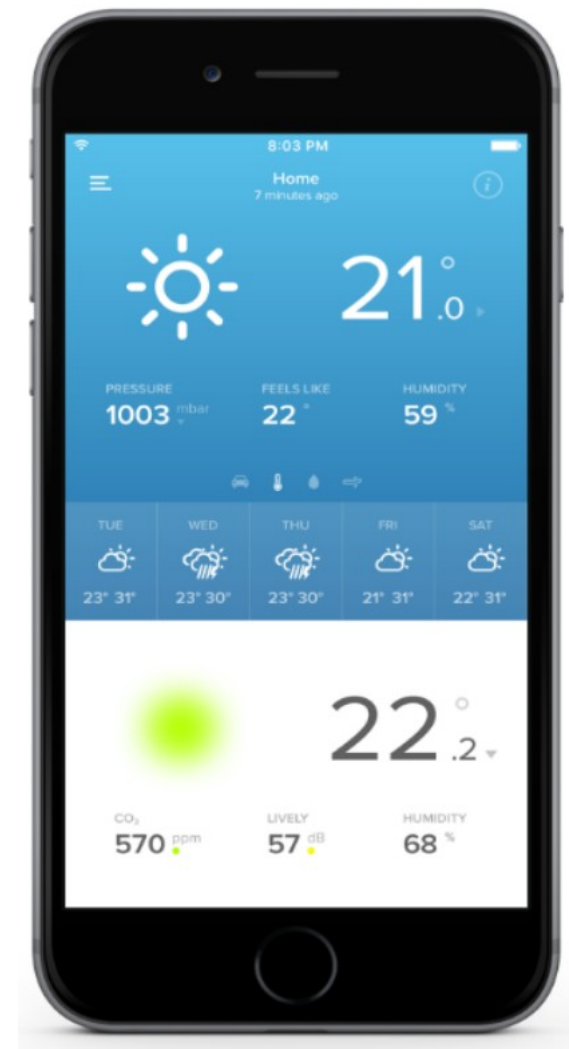 8:03 PM
Home
7 minutes ago
21°.0
PRESSURE FEELS LIKE HUMIDITY
1003 mbar 22 ° 59 %
TUE WED THU FRI SAT
23° 31° 23° 30° 23° 30° 21° 31° 22° 31°
22°.2
CO₂ LIVELY HUMIDITY
570 ppm 57 dB 68 %